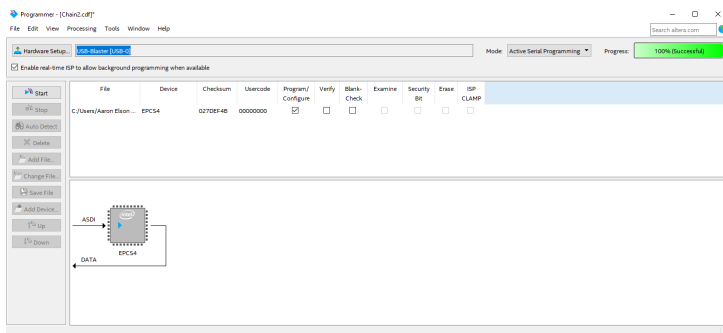 Programmer - [Chain2.cdf]*
File Edit View Processing Tools Window Help
Search altera.com
Hardware Setup... USB-Blaster [USB-0] Mode: Active Serial Programming Progress: 100% (Successful)
Enable real-time ISP to allow background programming when available
Start
Stop
Auto Detect
Delete
Add File...
Change File...
Save File
Add Device...
Up
Down
File Device Checksum Usercode Program/Configure Verify Blank-Check Examine Security Bit Erase ISP CLAMP
C:/Users/Aaron Elson ... EPCS4 027DEF4B 00000000
ASDI
intel
EPCS4
DATA